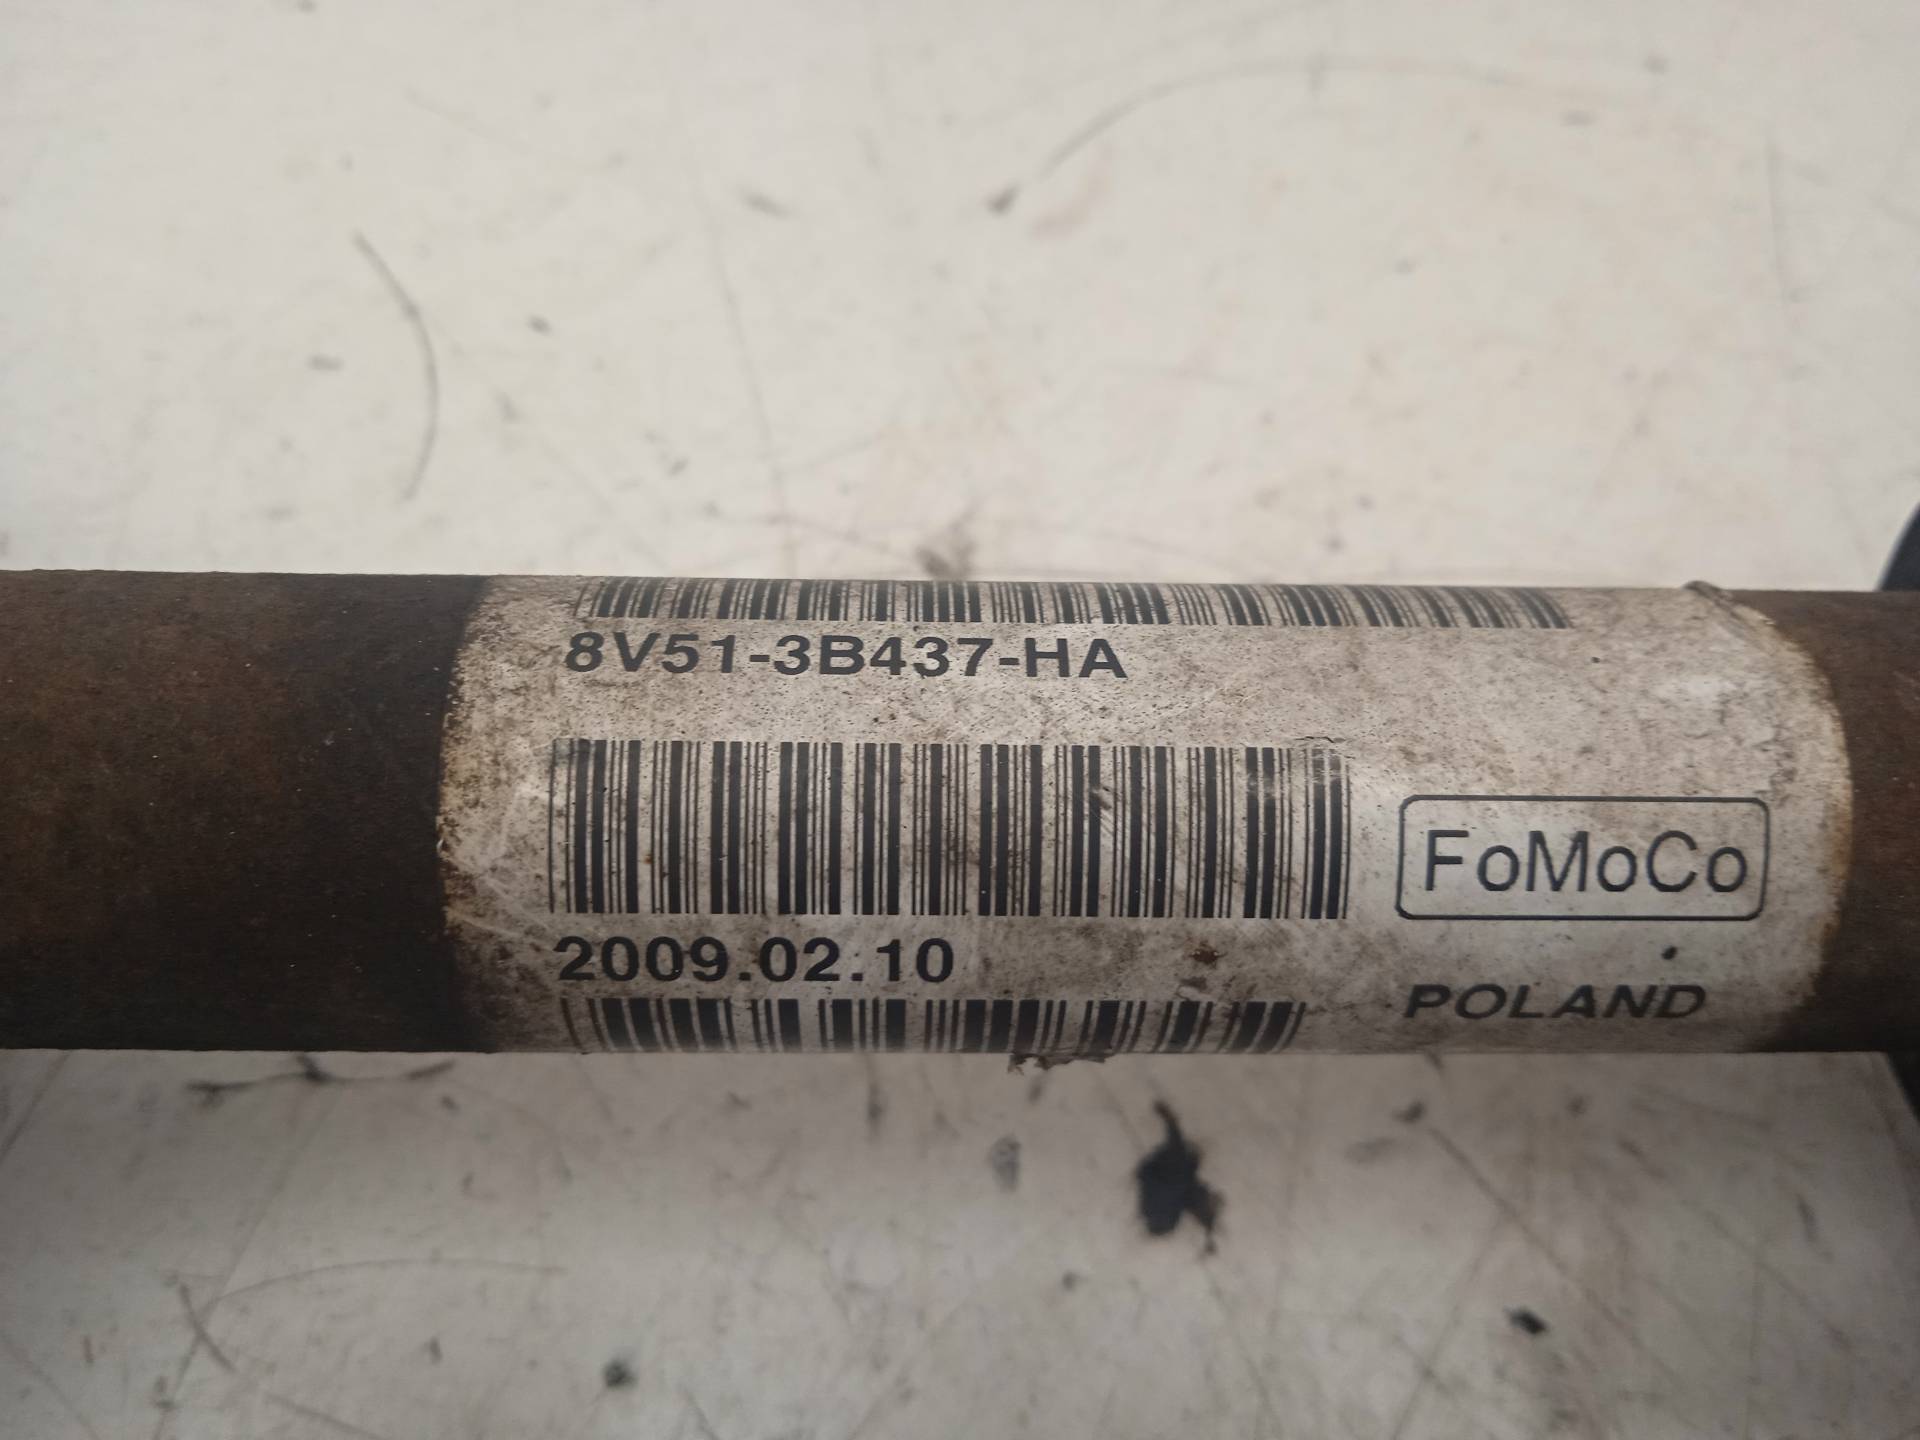 8V51-3B437-HA
FoMoCo
2009.02.10
POLAND